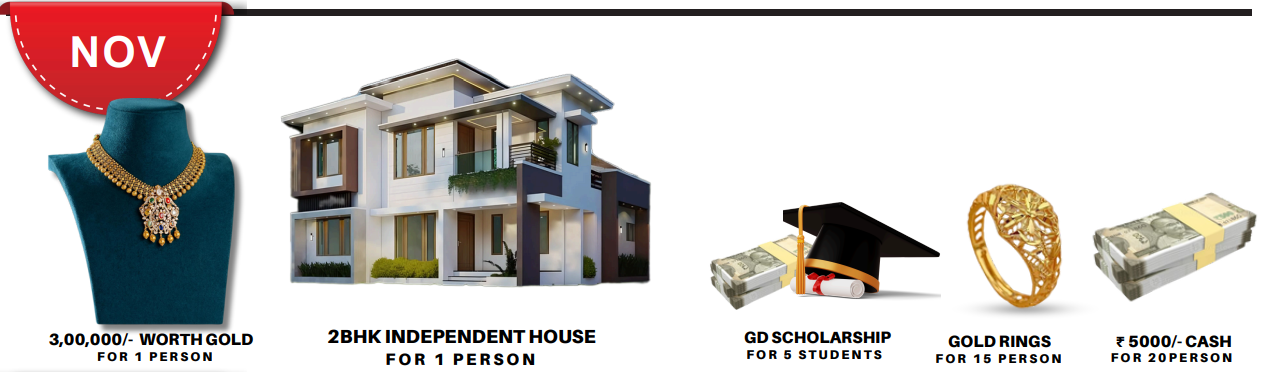 NOV
3,00,000/- WORTH GOLD
FOR 1 PERSON
2BHK INDEPENDENT HOUSE
FOR 1 PERSON
GD SCHOLARSHIP
FOR 5 STUDENTS
GOLD RINGS
FOR 15 PERSON
₹ 5000/- CASH
FOR 20PERSON